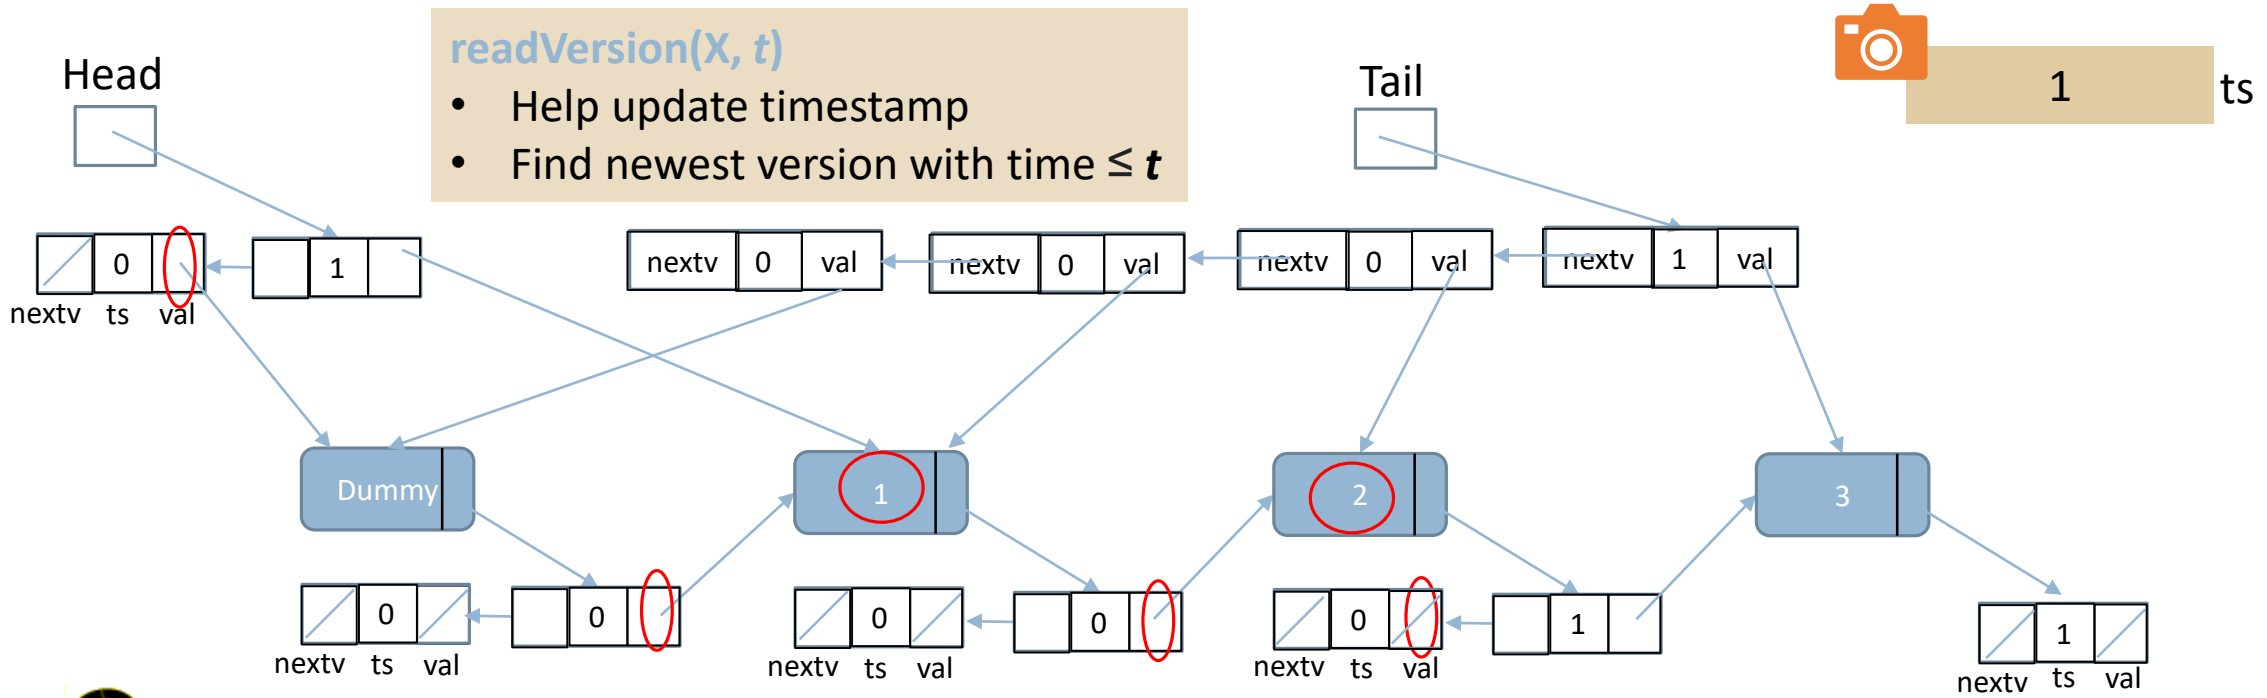 readVersion(X, t)
• Help update timestamp
• Find newest version with time ≤ t
Head
Tail
1 ts
0
1
nextv ts val
nextv 0 val
nextv 0 val
nextv 0 val
nextv 1 val
Dummy
1
2
3
0
0
nextv ts val
0
0
nextv ts val
0
1
nextv ts val
1
nextv ts val